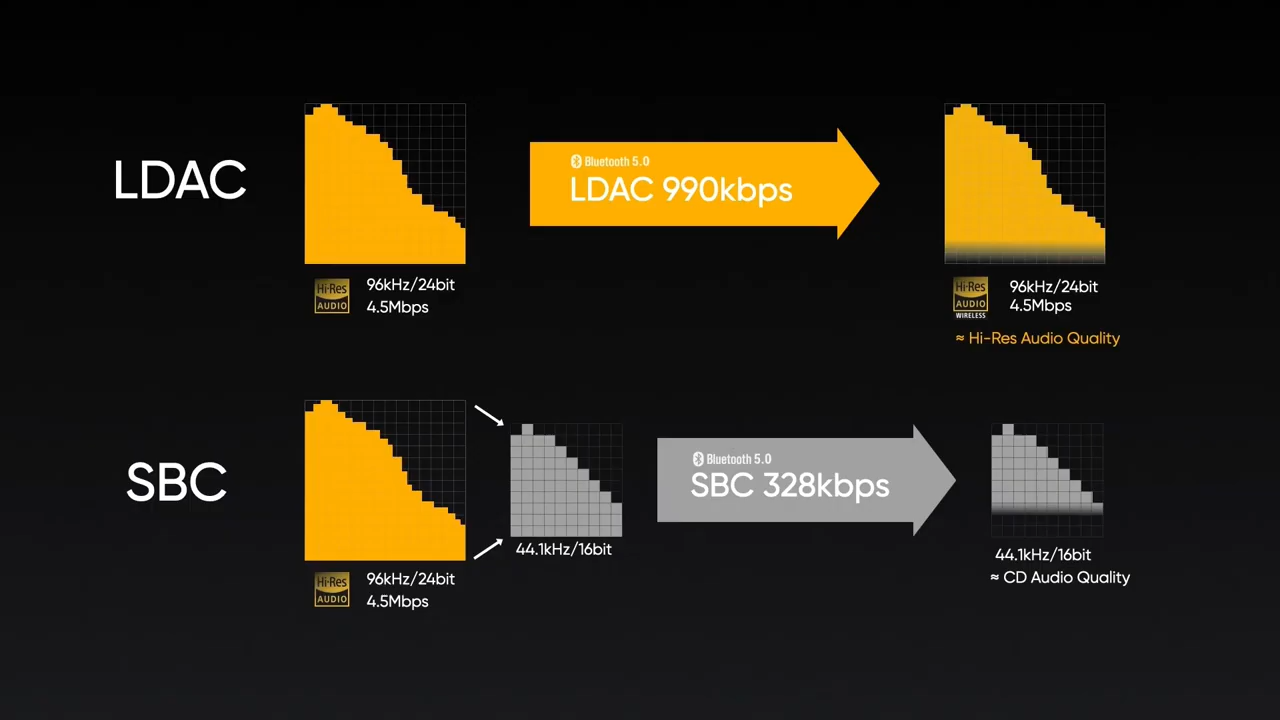 LDAC
Hi-Res
AUDIO
96kHz/24bit
4.5Mbps
Bluetooth 5.0
LDAC 990kbps
Hi-Res
AUDIO
WIRELESS
96kHz/24bit
4.5Mbps
≈ Hi-Res Audio Quality
SBC
Hi-Res
AUDIO
96kHz/24bit
4.5Mbps
44.1kHz/16bit
Bluetooth 5.0
SBC 328kbps
44.1kHz/16bit
≈ CD Audio Quality